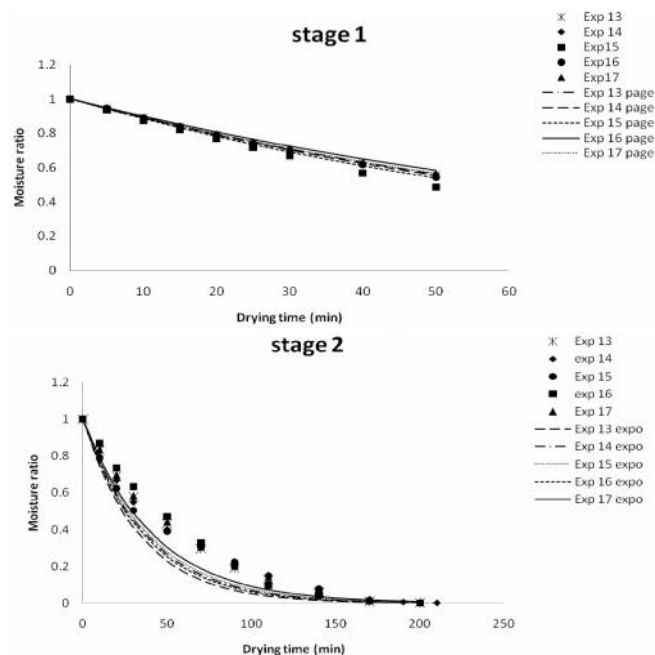 stage 1
Exp 13
Exp 14
Exp15
Exp16
Exp17
Exp 13 page
Exp 14 page
Exp 15 page
Exp 16 page
Exp 17 page
Moisture ratio
1.2
1
0.8
0.6
0.4
0.2
0
0 10 20 30 40 50 60
Drying time (min)
stage 2
Exp 13
exp 14
Exp 15
exp 16
Exp 17
Exp 13 expo
Exp 14 expo
Exp 15 expo
Exp 16 expo
Exp 17 expo
Moisture ratio
1.2
1
0.8
0.6
0.4
0.2
0
0 50 100 150 200 250
Drying time (min)